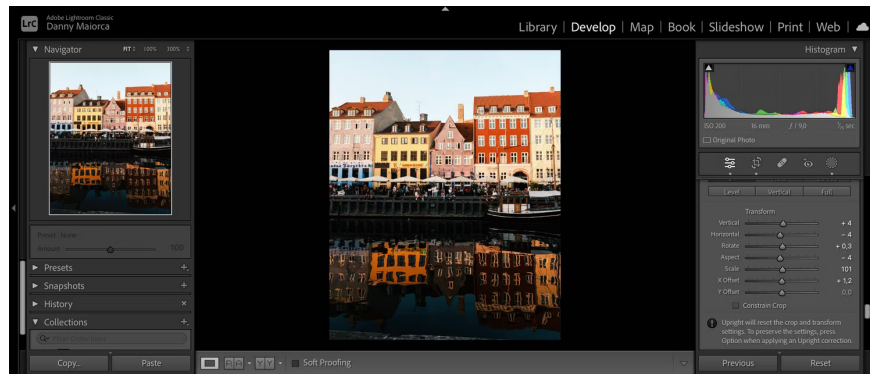 LrC
Adobe Lightroom Classic
Danny Maiorca
Library | Develop | Map | Book | Slideshow | Print | Web |
Navigator FIT 100% 300%
Preset: None
Amount 100
Presets
Snapshots
History
Collections
Filter Collections
Copy... Paste
Soft Proofing
Histogram
ISO 200 16 mm ƒ / 9,0 sec
Original Photo
Level Vertical Full
Transform
Vertical + 4
Horizontal - 4
Rotate + 0,3
Aspect - 4
Scale 101
X Offset + 1,2
Y Offset 0,0
Constrain Crop
Upright will reset the crop and transform
settings. To preserve the settings, press
Option when applying an Upright correction.
Previous Reset